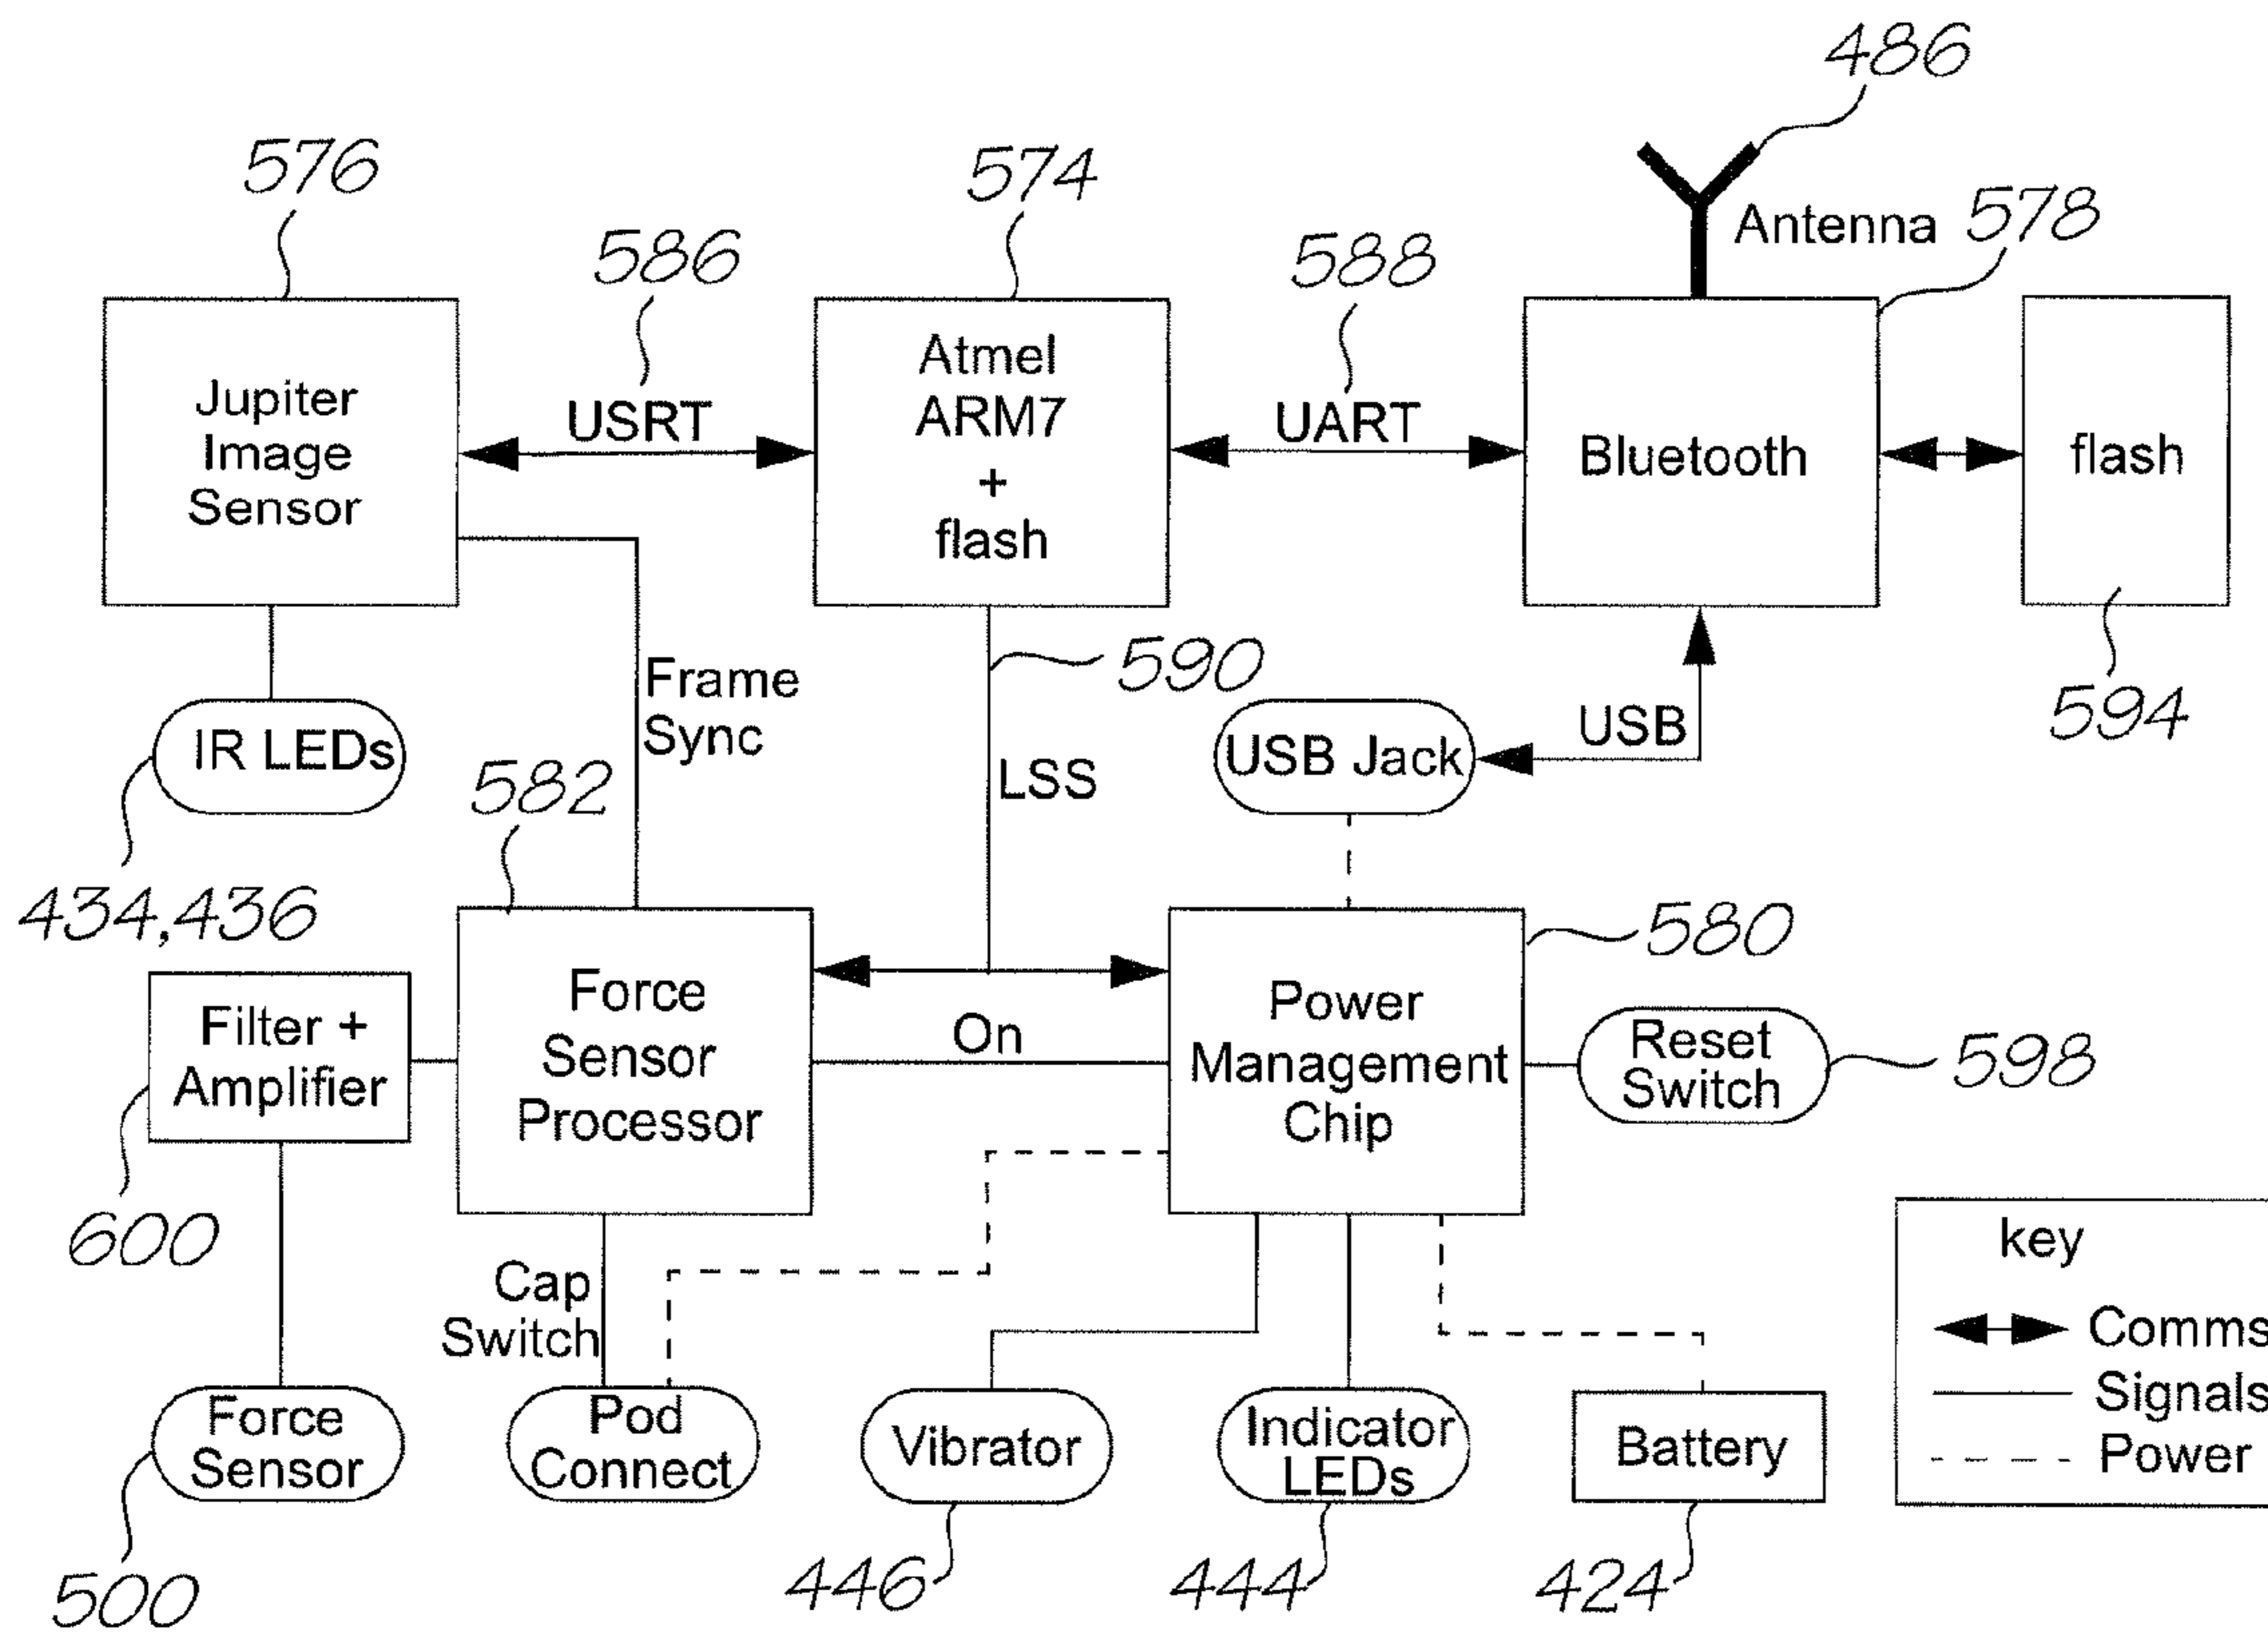 486
576
574
Antenna 578
586
588
Jupiter
Image
Sensor
USRT
Atmel
ARM7
+
flash
UART
Bluetooth
flash
590
594
Frame
Sync
IR LEDs
USB Jack
USB
LSS
582
434,436
580
Filter +
Amplifier
Force
Sensor
Processor
On
Power
Management
Chip
Reset
Switch
598
600
Cap
Switch
key
Comms
Signals
Power
Force
Sensor
Pod
Connect
Vibrator
Indicator
LEDs
Battery
500
446
444
424